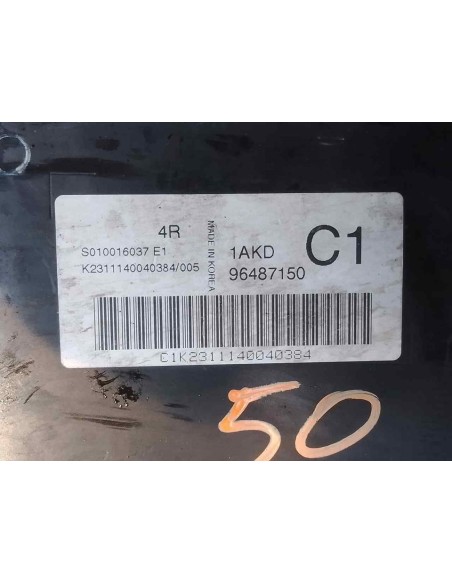 4R
S010016037 E1
K2311140040384/005
MADE IN KOREA
1AKD
96487150
C1
C1K2311140040384
50